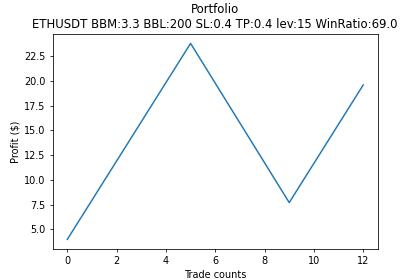 Portfolio
ETHUSDT BBM:3.3 BBL:200 SL:0.4 TP:0.4 lev:15 WinRatio:69.0
22.5
20.0
17.5
15.0
12.5
10.0
7.5
5.0
Profit ($)
0 2 4 6 8 10 12
Trade counts